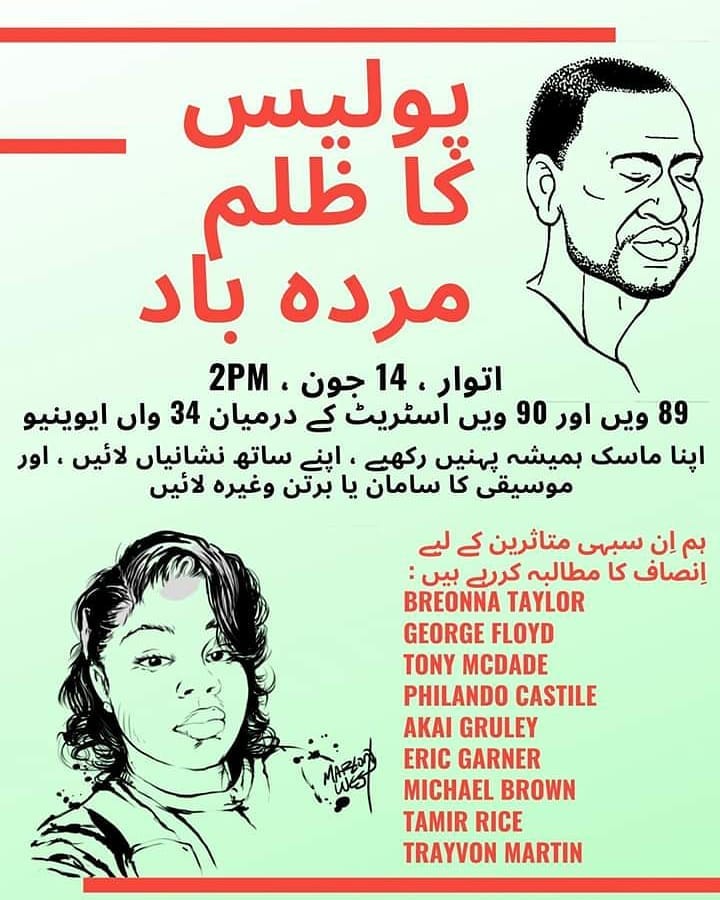 پولیس
کا ظلم
مردہ باد
اتوار ، 14 جون ، 2PM
89 ویں اور 90 ویں اسٹریٹ کے درمیان 34 واں ایوینیو
اپنا ماسک ہمیشہ پہنیں رکھیے ، اپنے ساتھ نشانیاں لائیں ، اور
موسیقی کا سامان یا برتن وغیرہ لائیں
ہم اِن سبہی متاثرین کے لیے
اِنصاف کا مطالبہ کررہے ہیں :
BREONNA TAYLOR
GEORGE FLOYD
TONY MCDADE
PHILANDO CASTILE
AKAI GRULEY
ERIC GARNER
MICHAEL BROWN
TAMIR RICE
TRAYVON MARTIN
MARLON
WEST